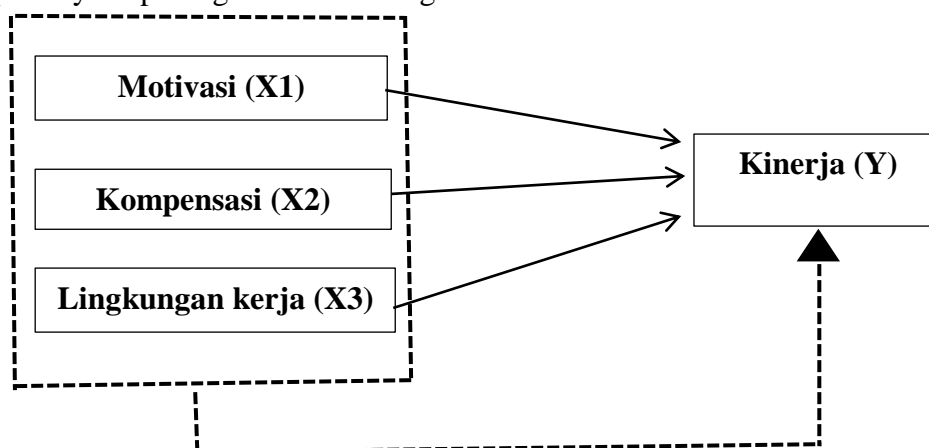 Motivasi (X1)
Kinerja (Y)
Kompensasi (X2)
Lingkungan kerja (X3)